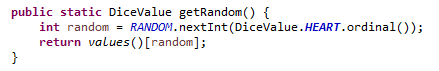 public static DiceValue getRandom() {
    int random = RANDOM.nextInt(DiceValue.HEART.ordinal());
    return values()[random];
}